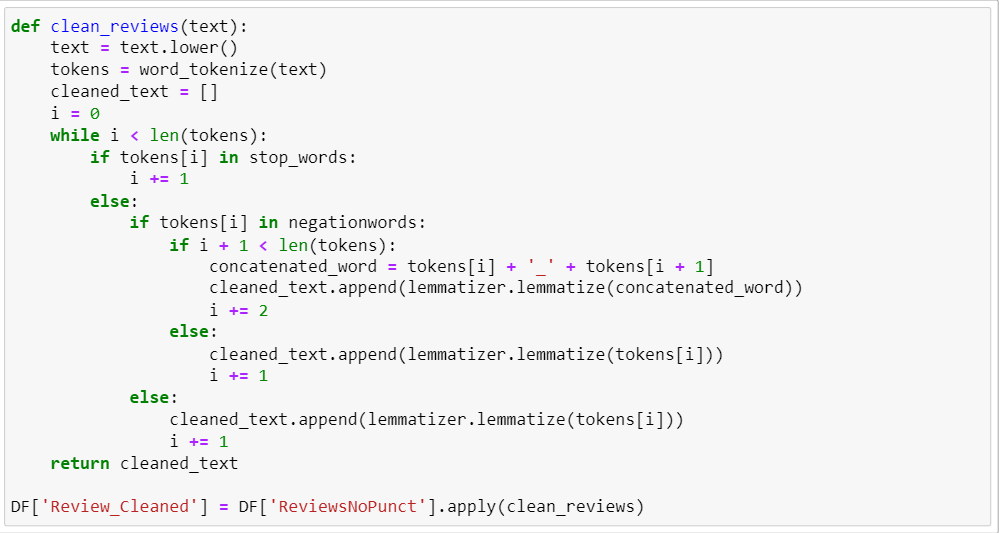 def clean_reviews(text):
    text = text.lower()
    tokens = word_tokenize(text)
    cleaned_text = []
    i = 0
    while i < len(tokens):
        if tokens[i] in stop_words:
            i += 1
        else:
            if tokens[i] in negationwords:
                if i + 1 < len(tokens):
                    concatenated_word = tokens[i] + '_' + tokens[i + 1]
                    cleaned_text.append(lemmatizer.lemmatize(concatenated_word))
                    i += 2
                else:
                    cleaned_text.append(lemmatizer.lemmatize(tokens[i]))
                    i += 1
            else:
                cleaned_text.append(lemmatizer.lemmatize(tokens[i]))
                i += 1
    return cleaned_text

DF['Review_Cleaned'] = DF['ReviewsNoPunct'].apply(clean_reviews)